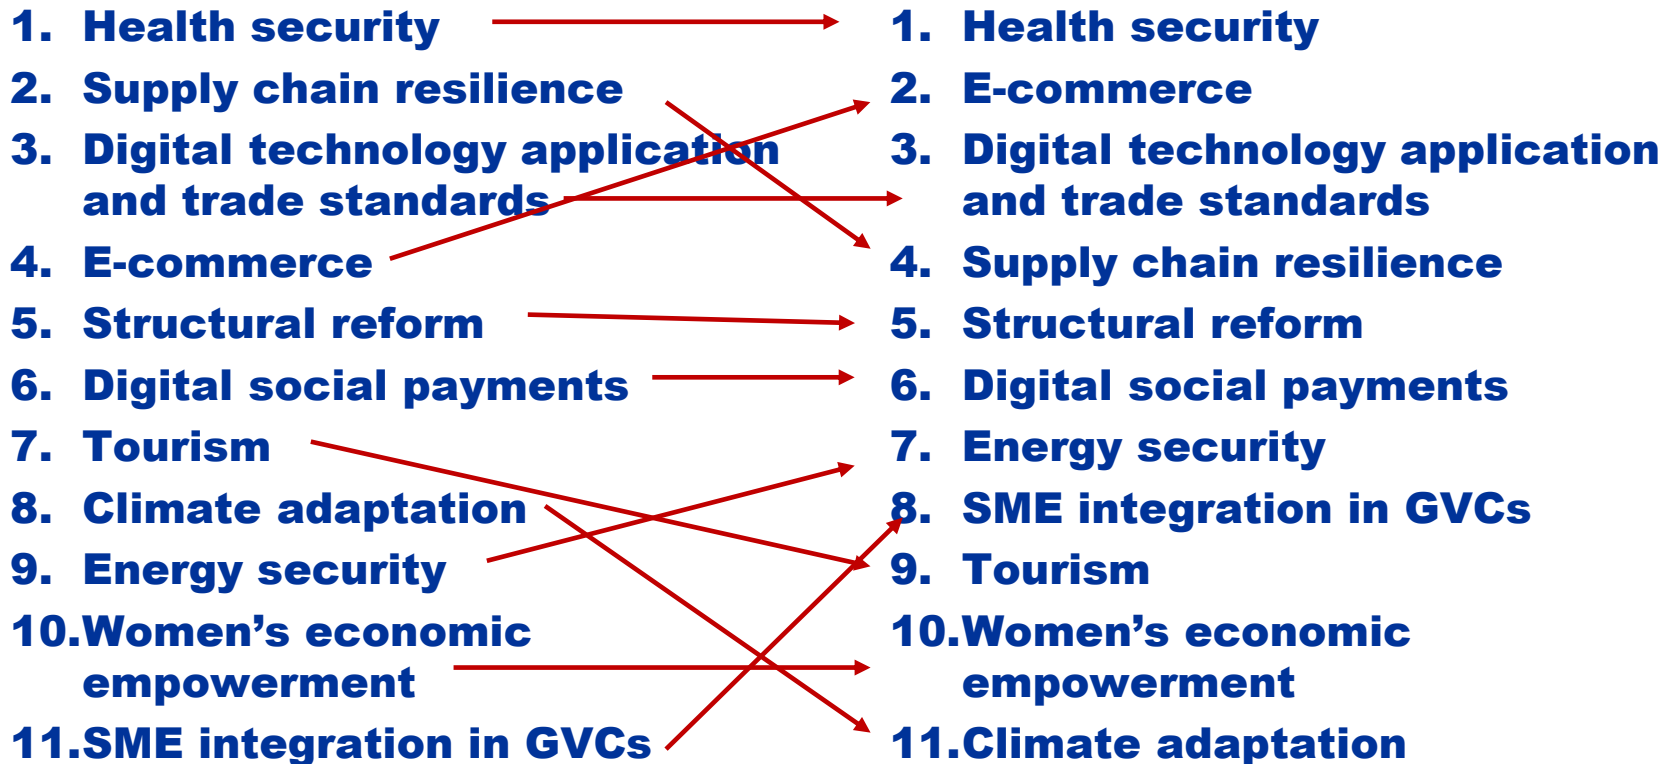 1. Health security
2. Supply chain resilience
3. Digital technology application
and trade standards
4. E-commerce
5. Structural reform
6. Digital social payments
7. Tourism
8. Climate adaptation
9. Energy security
10.Women’s economic
empowerment
11.SME integration in GVCs
1. Health security
2. E-commerce
3. Digital technology application
and trade standards
4. Supply chain resilience
5. Structural reform
6. Digital social payments
7. Energy security
8. SME integration in GVCs
9. Tourism
10.Women’s economic
empowerment
11.Climate adaptation